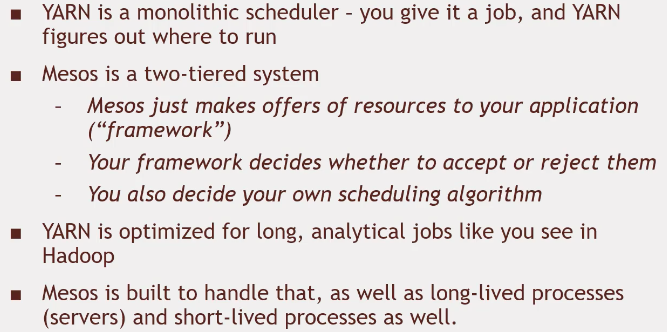 ▪ YARN is a monolithic scheduler – you give it a job, and YARN
figures out where to run
▪ Mesos is a two-tiered system
– Mesos just makes offers of resources to your application
(“framework”)
– Your framework decides whether to accept or reject them
– You also decide your own scheduling algorithm
▪ YARN is optimized for long, analytical jobs like you see in
Hadoop
▪ Mesos is built to handle that, as well as long-lived processes
(servers) and short-lived processes as well.